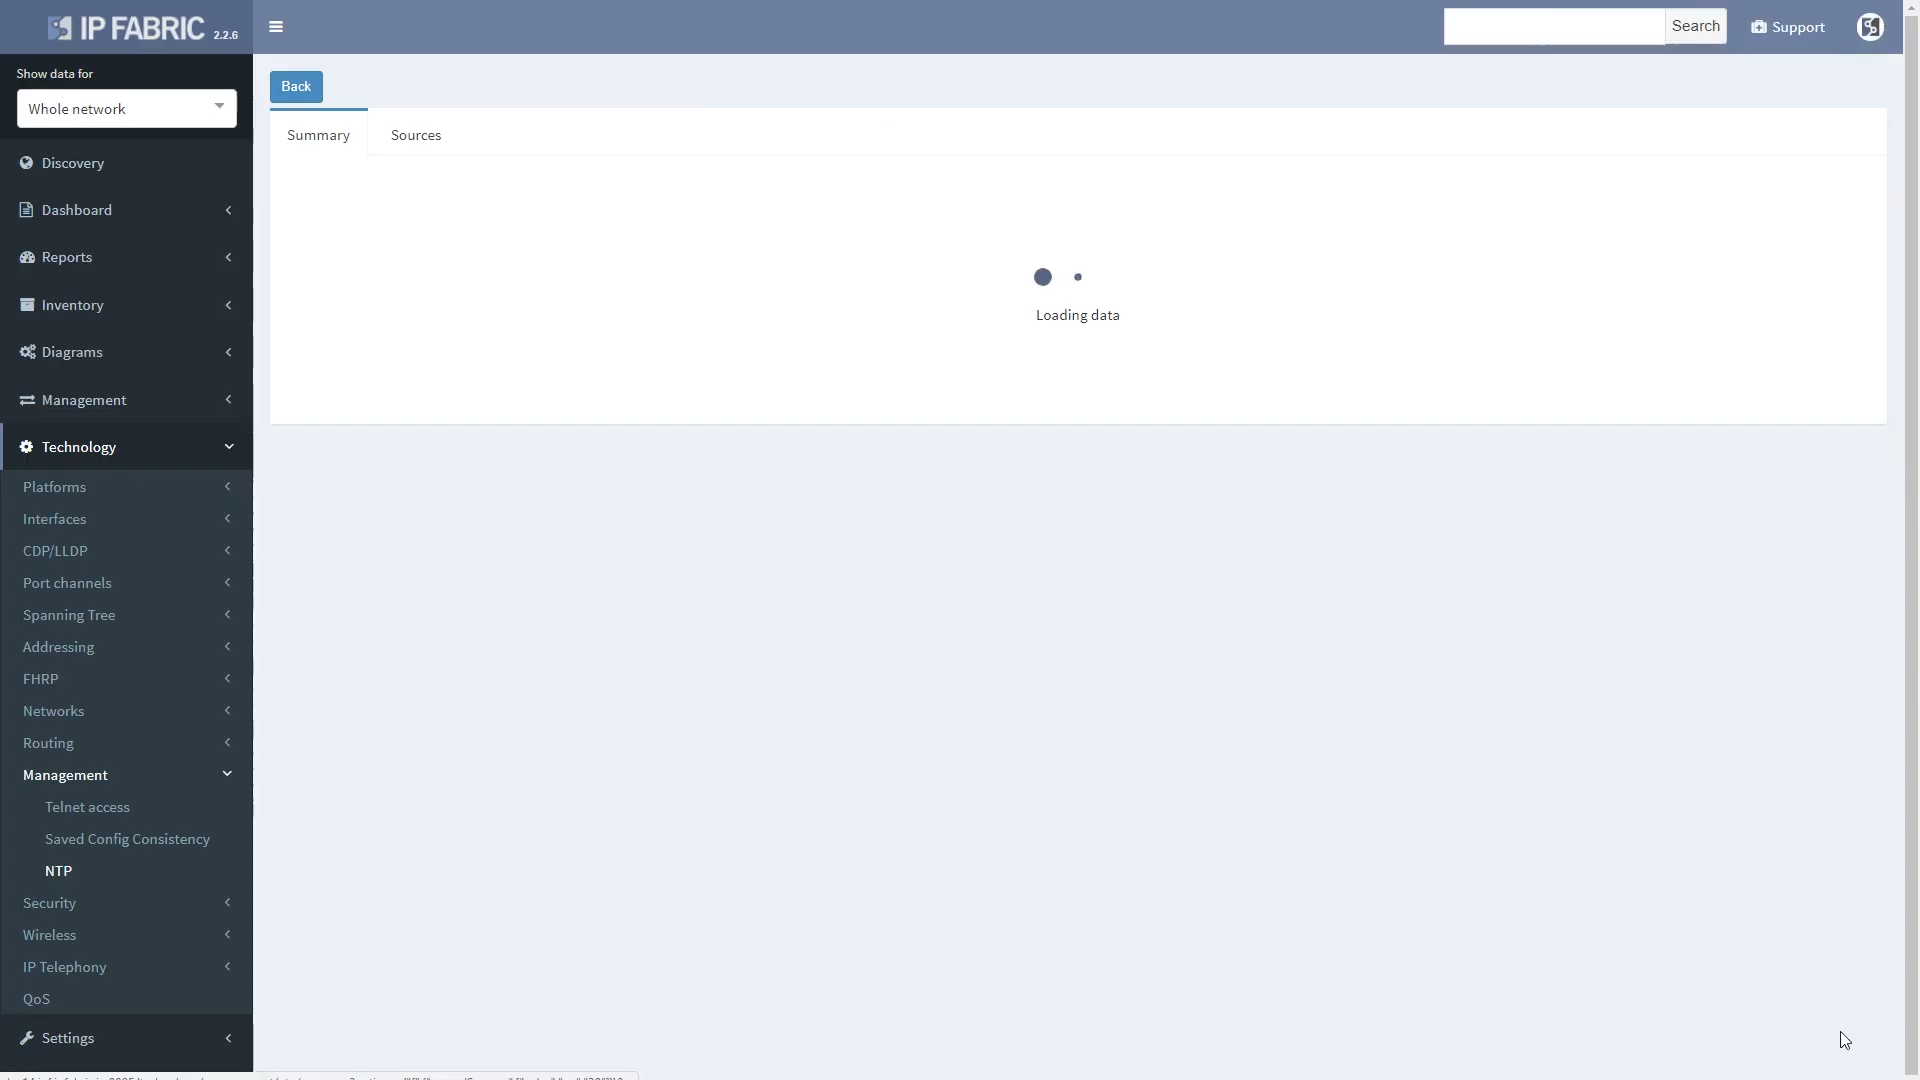 IP FABRIC 2.2.6
Search
Support
Show data for
Whole network
Back
Summary
Sources
Loading data
Discovery
Dashboard
Reports
Inventory
Diagrams
Management
Technology
Platforms
Interfaces
CDP/LLDP
Port channels
Spanning Tree
Addressing
FHRP
Networks
Routing
Management
Telnet access
Saved Config Consistency
NTP
Security
Wireless
IP Telephony
QoS
Settings